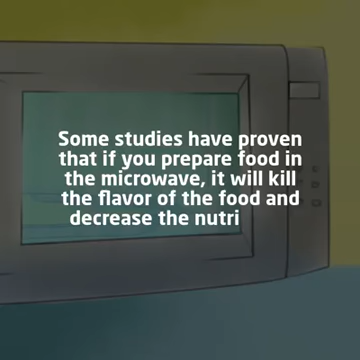 Some studies have proven
that if you prepare food in
the microwave, it will kill
the flavor of the food and
decrease the nutri